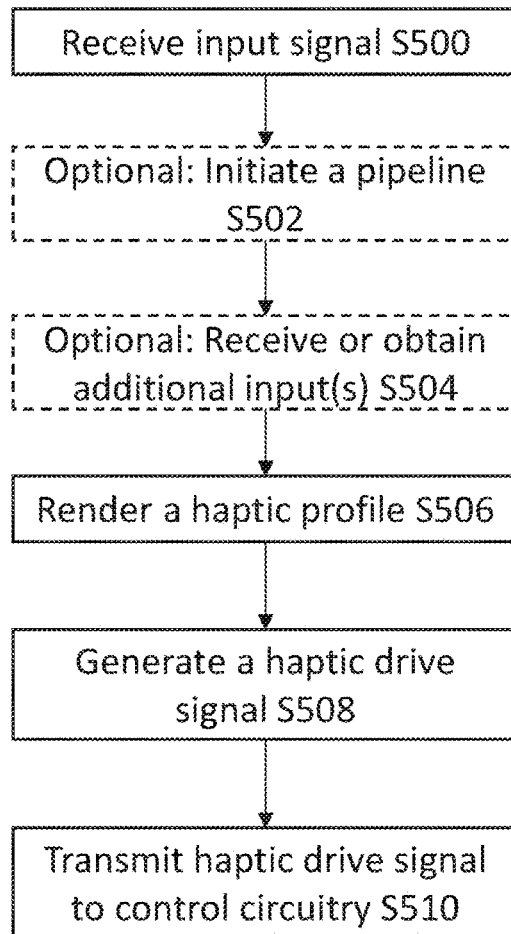 Receive input signal S500
Optional: Initiate a pipeline
S502
Optional: Receive or obtain
additional input(s) S504
Render a haptic profile S506
Generate a haptic drive
signal S508
Transmit haptic drive signal
to control circuitry S510